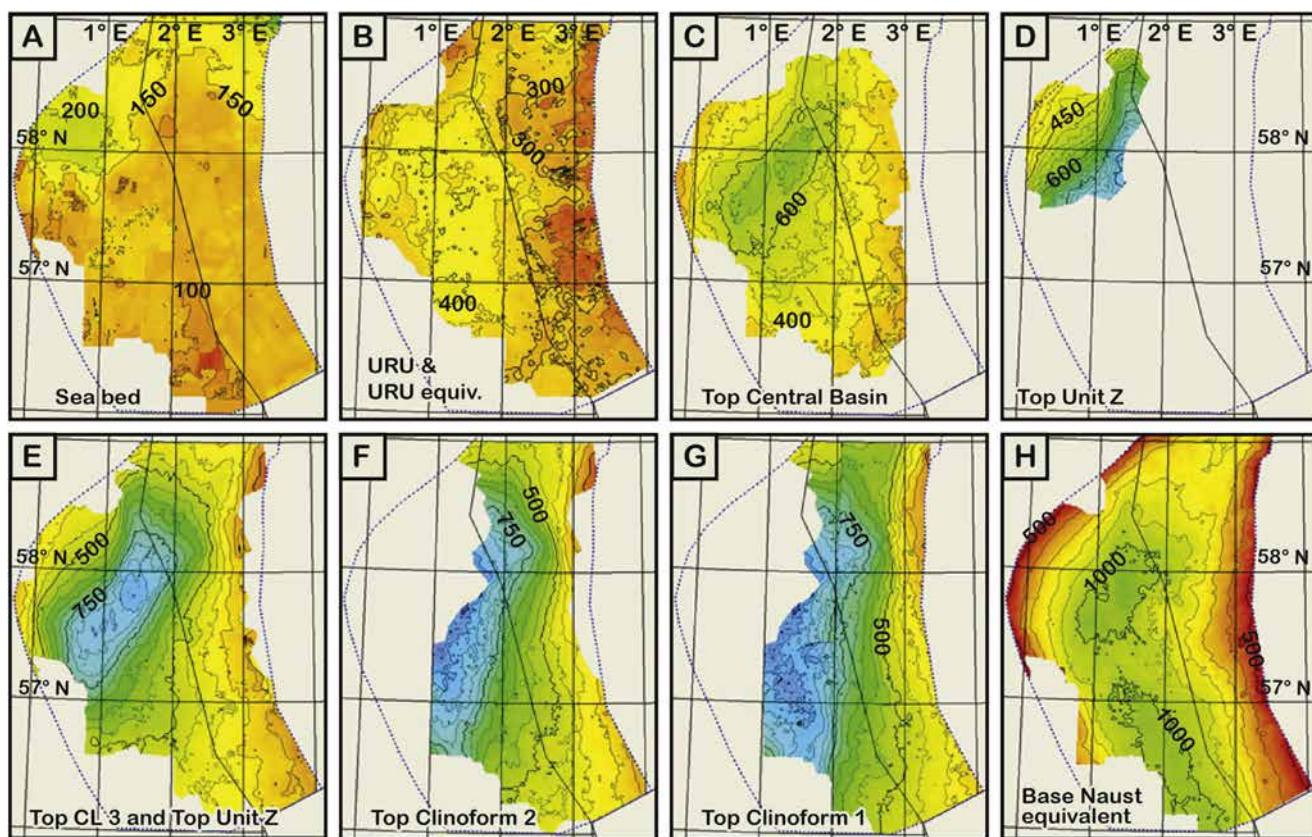 A
1° E 2° E 3° E
200
150
150
58° N
57° N
100
Sea bed
B
1° E 2° E 3° E
300
300
400
URU &
URU equiv.
C
1° E 2° E 3° E
600
400
Top Central Basin
D
1° E 2° E 3° E
450
58° N
600
57° N
Top Unit Z
E
500
58° N
750
57° N
Top CL 3 and Top Unit Z
F
500
750
Top Clinoform 2
G
750
500
Top Clinoform 1
H
500
1000
58° N
500
57° N
1000
Base Naust
equivalent